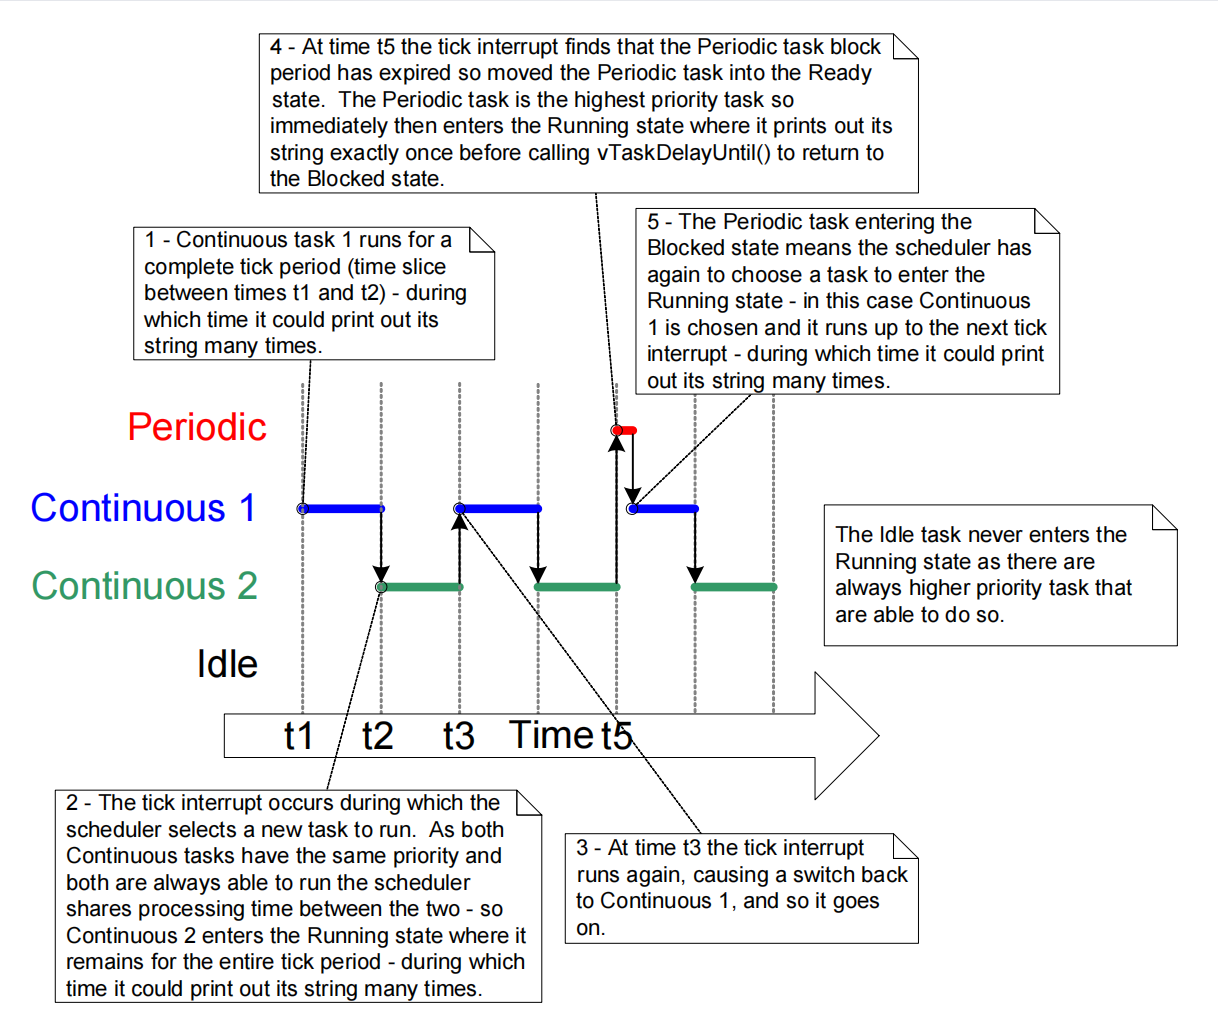 4 - At time t5 the tick interrupt finds that the Periodic task block
period has expired so moved the Periodic task into the Ready
state.  The Periodic task is the highest priority task so
immediately then enters the Running state where it prints out its
string exactly once before calling vTaskDelayUntil() to return to
the Blocked state.
1 - Continuous task 1 runs for a
complete tick period (time slice
between times t1 and t2) - during
which time it could print out its
string many times.
5 - The Periodic task entering the
Blocked state means the scheduler has
again to choose a task to enter the
Running state - in this case Continuous
1 is chosen and it runs up to the next tick
interrupt - during which time it could print
out its string many times.
Periodic
Continuous 1
Continuous 2
Idle
The Idle task never enters the
Running state as there are
always higher priority task that
are able to do so.
t1 t2 t3 Time t5
2 - The tick interrupt occurs during which the
scheduler selects a new task to run.  As both
Continuous tasks have the same priority and
both are always able to run the scheduler
shares processing time between the two - so
Continuous 2 enters the Running state where it
remains for the entire tick period - during which
time it could print out its string many times.
3 - At time t3 the tick interrupt
runs again, causing a switch back
to Continuous 1, and so it goes
on.